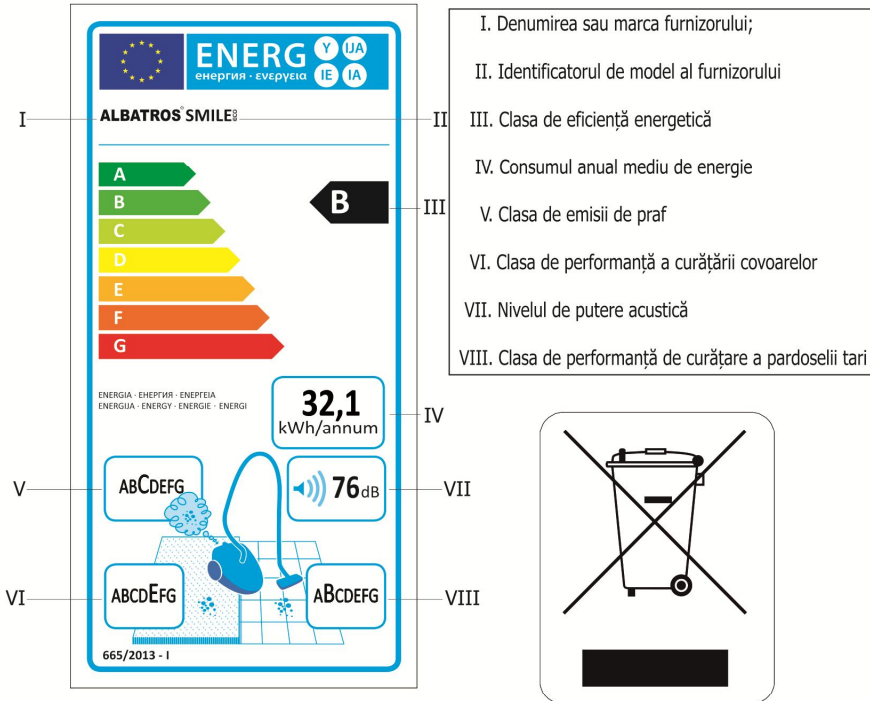 ENERG
Y IJA
IE IA
енергия · ενεργεια
I
ALBATROS® SMILE ECO
II
A
B
C
D
E
F
G
B
III
ENERGIA · ЕНЕРГИЯ · ΕΝΕΡΓΕΙΑ
ENERGIJA · ENERGY · ENERGIE · ENERGI
32,1
kWh/annum
IV
V
ABCDEFG
76 dB
VII
VI
ABCDEFG
ABCDEFG
VIII
665/2013 - I
I. Denumirea sau marca furnizorului;
II. Identificatorul de model al furnizorului
III. Clasa de eficiență energetică
IV. Consumul anual mediu de energie
V. Clasa de emisii de praf
VI. Clasa de performanță a curățării covoarelor
VII. Nivelul de putere acustică
VIII. Clasa de performanță de curățare a pardoselii tari